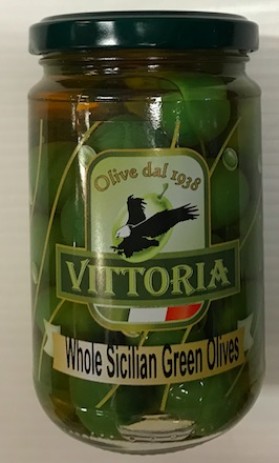 Olive dal 1938
VITTORIA
Whole Sicilian Green Olives